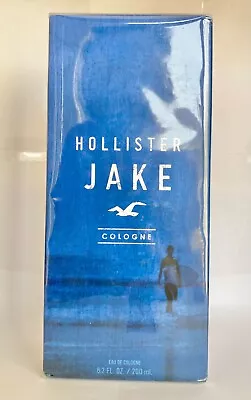 HOLLISTER
JAKE
COLOGNE
EAU DE COLOGNE
6.7 FL. OZ. / 200 mL